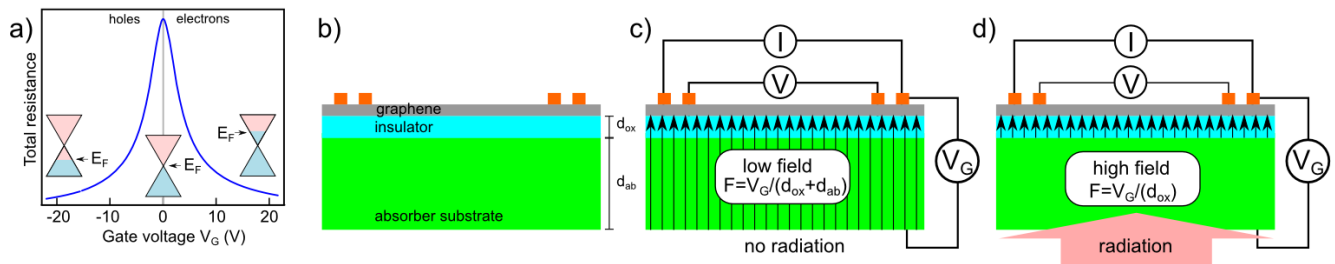 a)
holes
electrons
Total resistance
E_F
E_F
E_F
-20
-10
0
10
20
Gate voltage V_G (V)
b)
graphene
insulator
absorber substrate
d_ox
d_ab
c)
I
V
V_G
low field
F=V_G/(d_ox+d_ab)
no radiation
d)
I
V
V_G
high field
F=V_G/(d_ox)
radiation